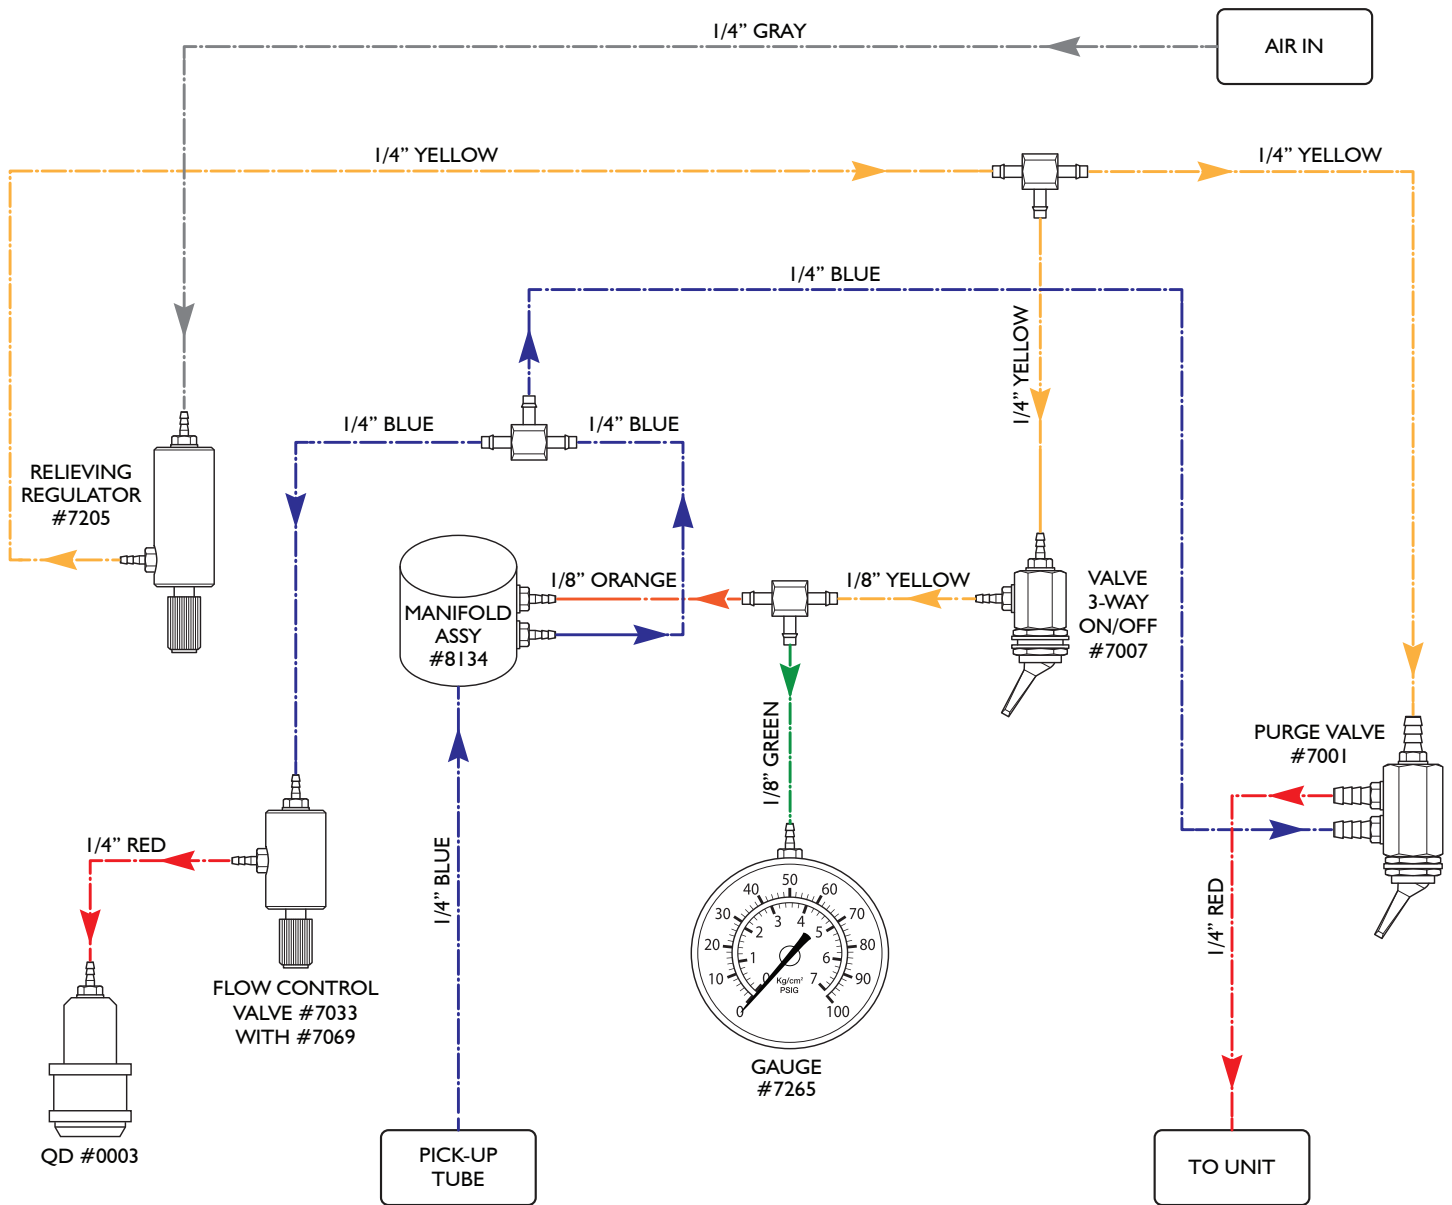 1/4” GRAY
AIR IN
1/4” YELLOW
1/4” YELLOW
1/4” BLUE
1/4” YELLOW
1/4” BLUE
1/4” BLUE
RELIEVING
REGULATOR
#7205
1/8” ORANGE
1/8” YELLOW
VALVE
3-WAY
ON/OFF
#7007
MANIFOLD
ASSY
#8134
1/8” GREEN
PURGE VALVE
#7001
1/4” RED
1/4” BLUE
1/4” RED
0
10
20
30
40
50
60
70
80
90
100
0
1
2
3
4
5
6
7
Kg/cm²
PSIG
FLOW CONTROL
VALVE #7033
WITH #7069
GAUGE
#7265
QD #0003
PICK-UP
TUBE
TO UNIT